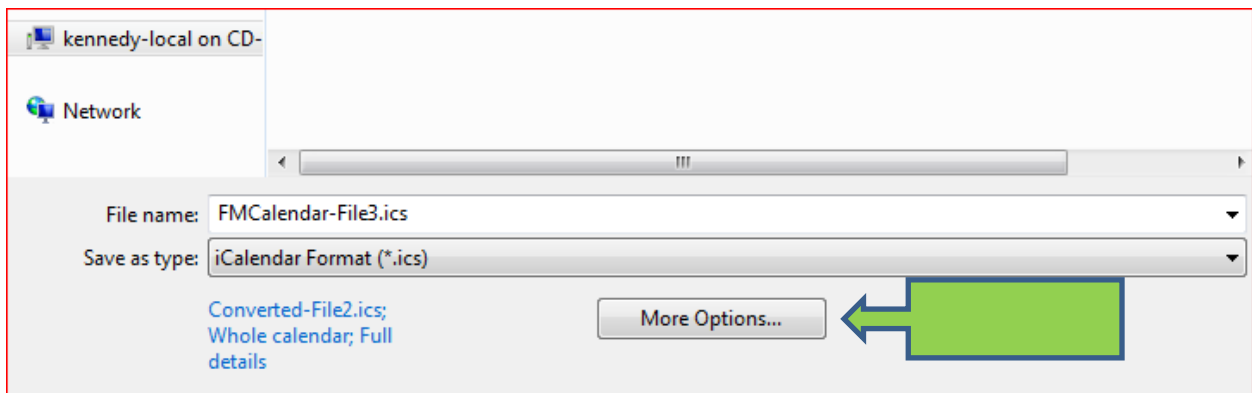 kennedy-local on CD-
Network
File name: FMCalendar-File3.ics
Save as type: iCalendar Format (*.ics)
Converted-File2.ics;
Whole calendar; Full
details
More Options...